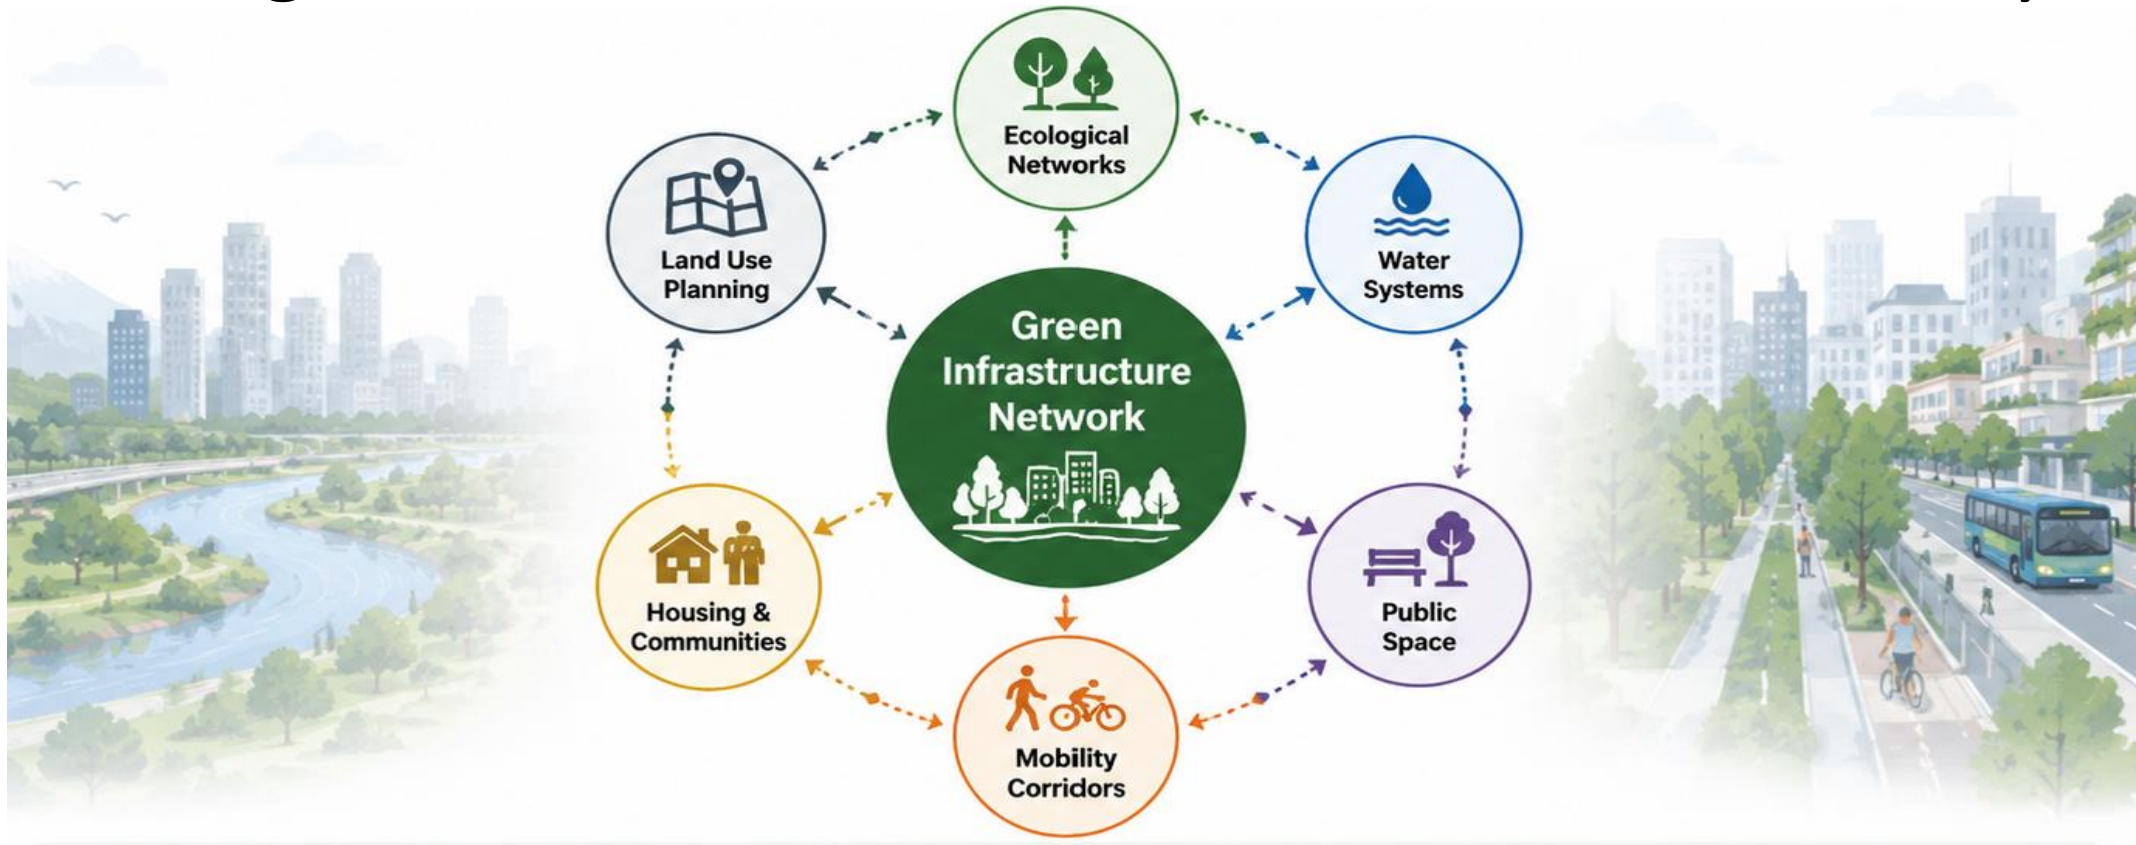 Ecological
Networks
Land Use
Planning
Water
Systems
Green
Infrastructure
Network
Housing &
Communities
Public
Space
Mobility
Corridors